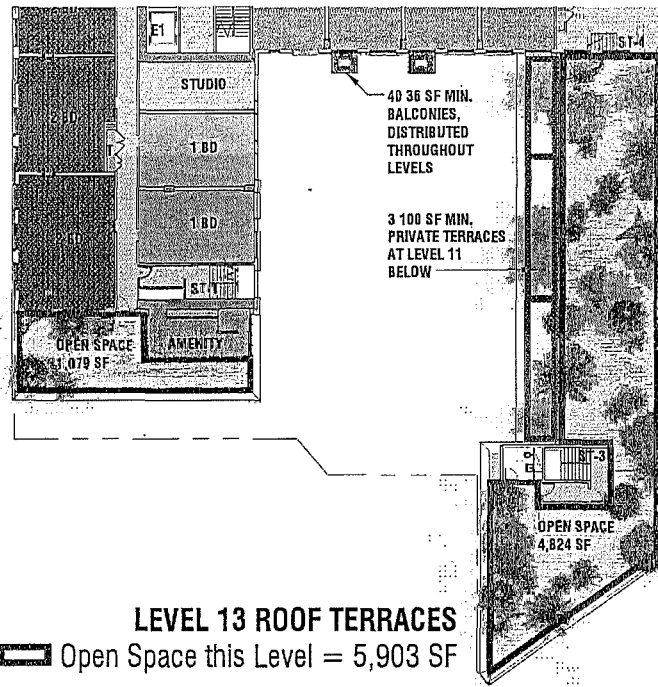 2 BD
E1
ST-4
STUDIO
2 BD
1 BD
40 36 SF MIN.
BALCONIES,
DISTRIBUTED
THROUGHOUT
LEVELS
1 BD
3 100 SF MIN.
PRIVATE TERRACES
AT LEVEL 11
BELOW
ST-1
OPEN SPACE
1,079 SF
AMENITY
ST-3
OPEN SPACE
4,824 SF
LEVEL 13 ROOF TERRACES
Open Space this Level = 5,903 SF